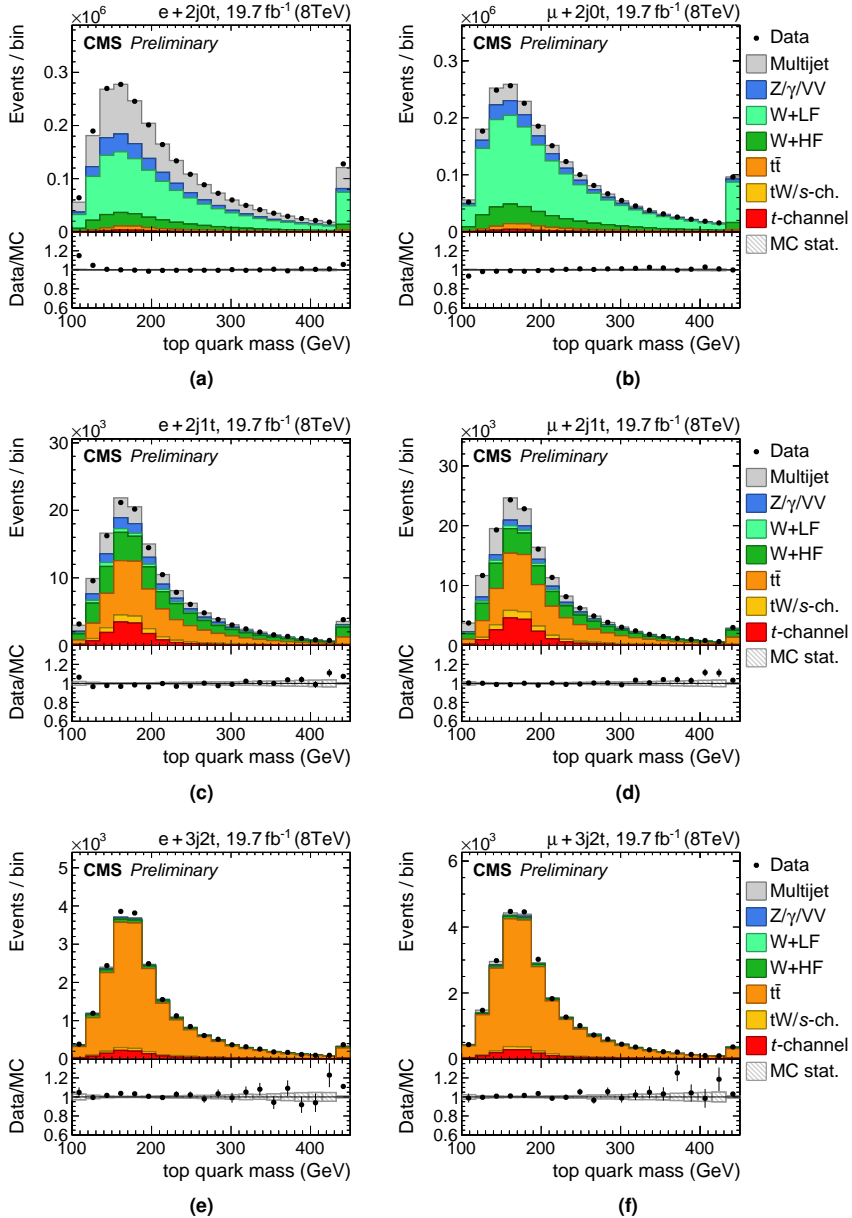 ×10⁶ e + 2j0t, 19.7 fb⁻¹ (8TeV)
CMS Preliminary
Events / bin
0.3
0.2
0.1
0
Data/MC
1.2
1
0.8
0.6
100 200 300 400
top quark mass (GeV)
(a)
×10⁶ μ + 2j0t, 19.7 fb⁻¹ (8TeV)
CMS Preliminary
Events / bin
0.3
0.2
0.1
0
Data/MC
1.2
1
0.8
0.6
100 200 300 400
top quark mass (GeV)
(b)
Data
Multijet
Z/γ/VV
W+LF
W+HF
tt̄
tW/s-ch.
t-channel
MC stat.
×10³ e + 2j1t, 19.7 fb⁻¹ (8TeV)
CMS Preliminary
Events / bin
30
20
10
0
Data/MC
1.2
1
0.8
0.6
100 200 300 400
top quark mass (GeV)
(c)
×10³ μ + 2j1t, 19.7 fb⁻¹ (8TeV)
CMS Preliminary
Events / bin
30
20
10
0
Data/MC
1.2
1
0.8
0.6
100 200 300 400
top quark mass (GeV)
(d)
Data
Multijet
Z/γ/VV
W+LF
W+HF
tt̄
tW/s-ch.
t-channel
MC stat.
×10³ e + 3j2t, 19.7 fb⁻¹ (8TeV)
CMS Preliminary
Events / bin
5
4
3
2
1
0
Data/MC
1.2
1
0.8
0.6
100 200 300 400
top quark mass (GeV)
(e)
×10³ μ + 3j2t, 19.7 fb⁻¹ (8TeV)
CMS Preliminary
Events / bin
6
4
2
0
Data/MC
1.2
1
0.8
0.6
100 200 300 400
top quark mass (GeV)
(f)
Data
Multijet
Z/γ/VV
W+LF
W+HF
tt̄
tW/s-ch.
t-channel
MC stat.